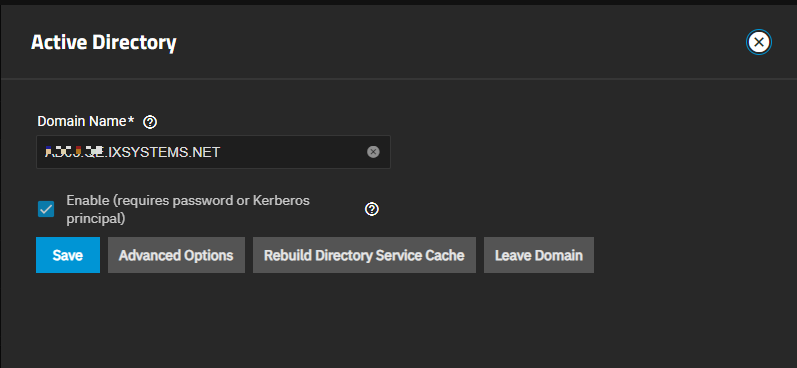 Active Directory
Domain Name*
.IXSYSTEMS.NET
Enable (requires password or Kerberos
principal)
Save
Advanced Options
Rebuild Directory Service Cache
Leave Domain